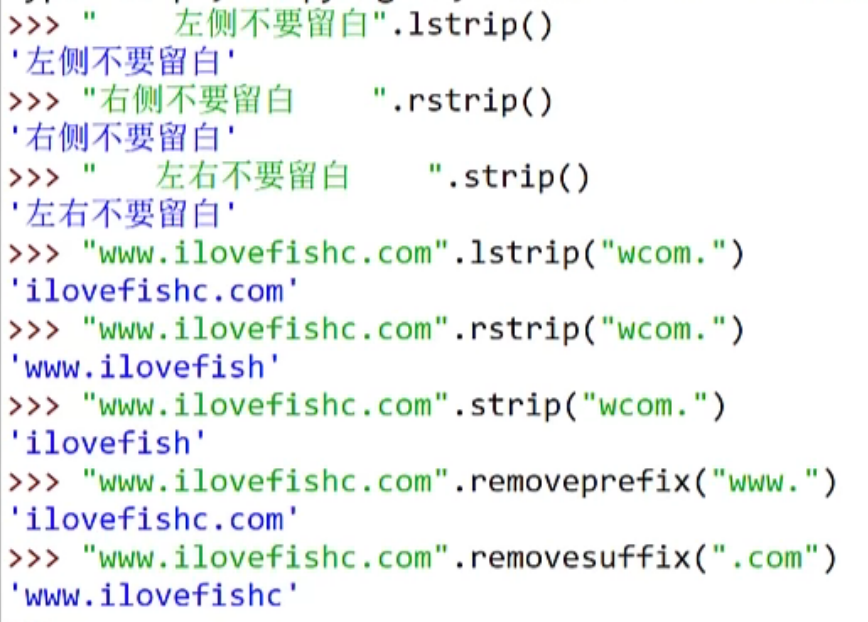 >>> "    左侧不要留白".lstrip()
'左侧不要留白'
>>> "右侧不要留白    ".rstrip()
'右侧不要留白'
>>> "   左右不要留白    ".strip()
'左右不要留白'
>>> "www.ilovefishc.com".lstrip("wcom.")
'ilovefishc.com'
>>> "www.ilovefishc.com".rstrip("wcom.")
'www.ilovefish'
>>> "www.ilovefishc.com".strip("wcom.")
'ilovefish'
>>> "www.ilovefishc.com".removeprefix("www.")
'ilovefishc.com'
>>> "www.ilovefishc.com".removesuffix(".com")
'www.ilovefishc'